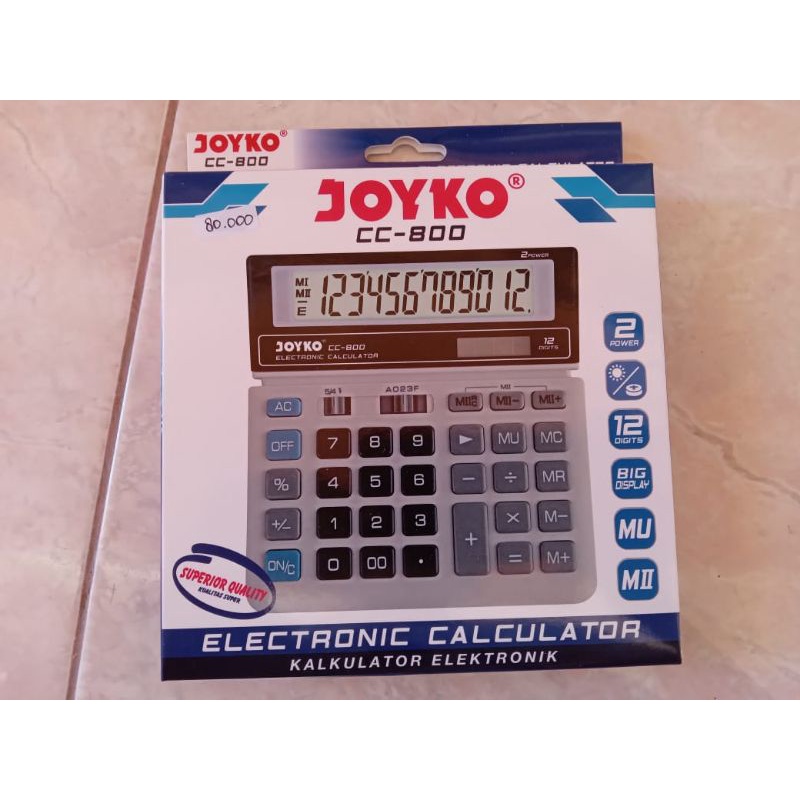 JOYKO®
CC-800
80.000
JOYKO®
CC-800
2 POWER
MI
MII
E
123456789012.
JOYKO CC-800
ELECTRONIC CALCULATOR
12
DIGITS
2
POWER
12
DIGITS
BIG
DISPLAY
MU
MII
5/4
A023F
MII
AC
MII-
MII+
OFF
7
8
9
MU
MC
%
4
5
6
−
÷
MR
+/−
1
2
3
+
×
M−
ON/C
0
00
.
=
M+
SUPERIOR QUALITY
KUALITAS SUPER
ELECTRONIC CALCULATOR
KALKULATOR ELEKTRONIK